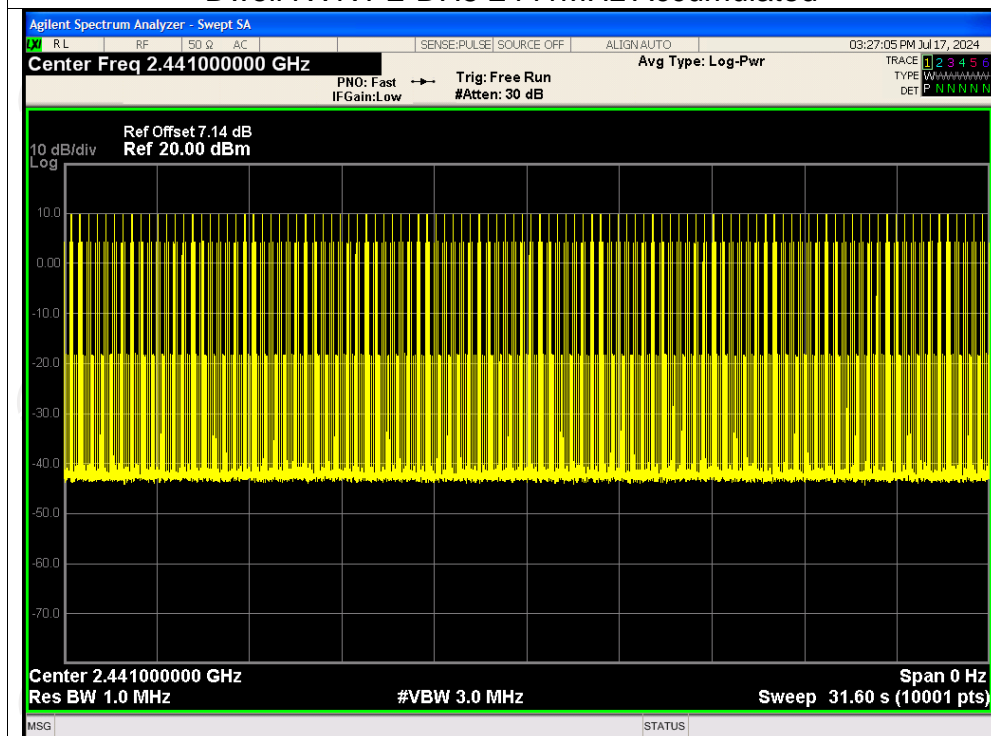 Agilent Spectrum Analyzer - Swept SA
LXI RL RF 50 Ω AC SENSE:PULSE SOURCE OFF ALIGN AUTO 03:27:05 PM Jul 17, 2024
Center Freq 2.441000000 GHz Avg Type: Log-Pwr TRACE 1 2 3 4 5 6
PNO: Fast Trig: Free Run TYPE W
IFGain:Low #Atten: 30 dB DET P N N N N N
Ref Offset 7.14 dB
10 dB/div Ref 20.00 dBm
Log
10.0
0.00
-10.0
-20.0
-30.0
-40.0
-50.0
-60.0
-70.0
Center 2.441000000 GHz Span 0 Hz
Res BW 1.0 MHz #VBW 3.0 MHz Sweep 31.60 s (10001 pts)
MSG STATUS